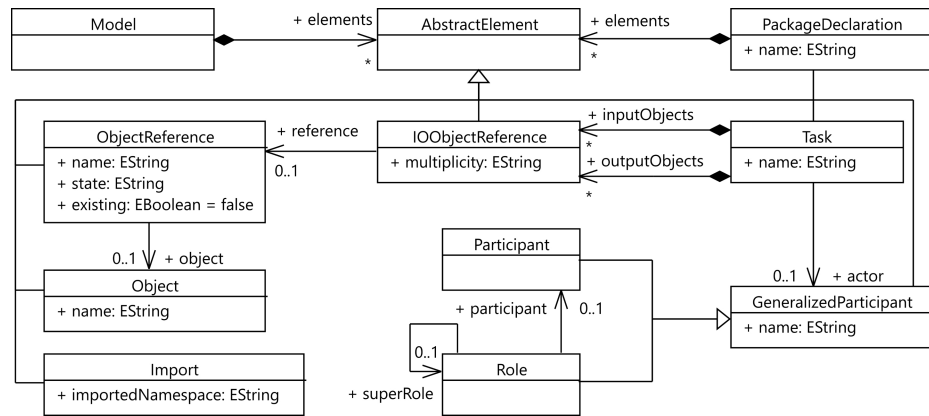 Model
+ elements
*
AbstractElement
+ elements
*
PackageDeclaration
+ name: EString
ObjectReference
+ name: EString
+ state: EString
+ existing: EBoolean = false
+ reference
0..1
IOObjectReference
+ multiplicity: EString
+ inputObjects
*
+ outputObjects
*
Task
+ name: EString
0..1 + object
Object
+ name: EString
Participant
+ participant 0..1
0..1 + actor
GeneralizedParticipant
+ name: EString
Import
+ importedNamespace: EString
0..1
+ superRole
Role